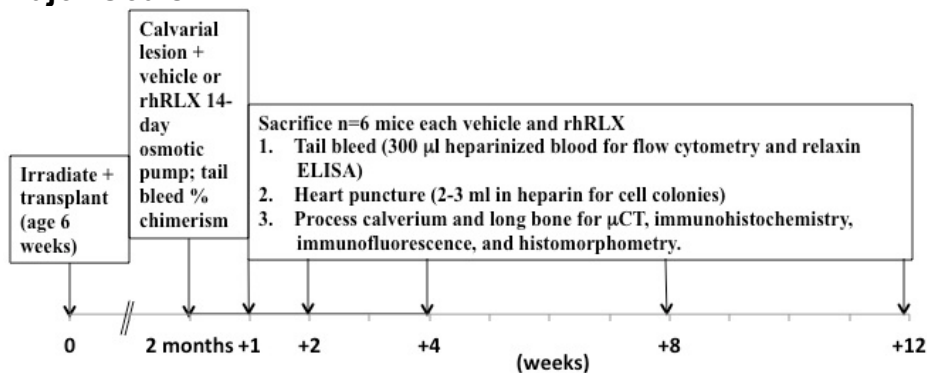 Calvarial
lesion +
vehicle or
rhRLX 14-
day
osmotic
pump; tail
bleed %
chimerism
Sacrifice n=6 mice each vehicle and rhRLX
1. Tail bleed (300 µl heparinized blood for flow cytometry and relaxin
ELISA)
2. Heart puncture (2-3 ml in heparin for cell colonies)
3. Process calverium and long bone for µCT, immunohistochemistry,
immunofluorescence, and histomorphometry.
Irradiate +
transplant
(age 6
weeks)
0 2 months +1 +2 +4 +8 +12
(weeks)